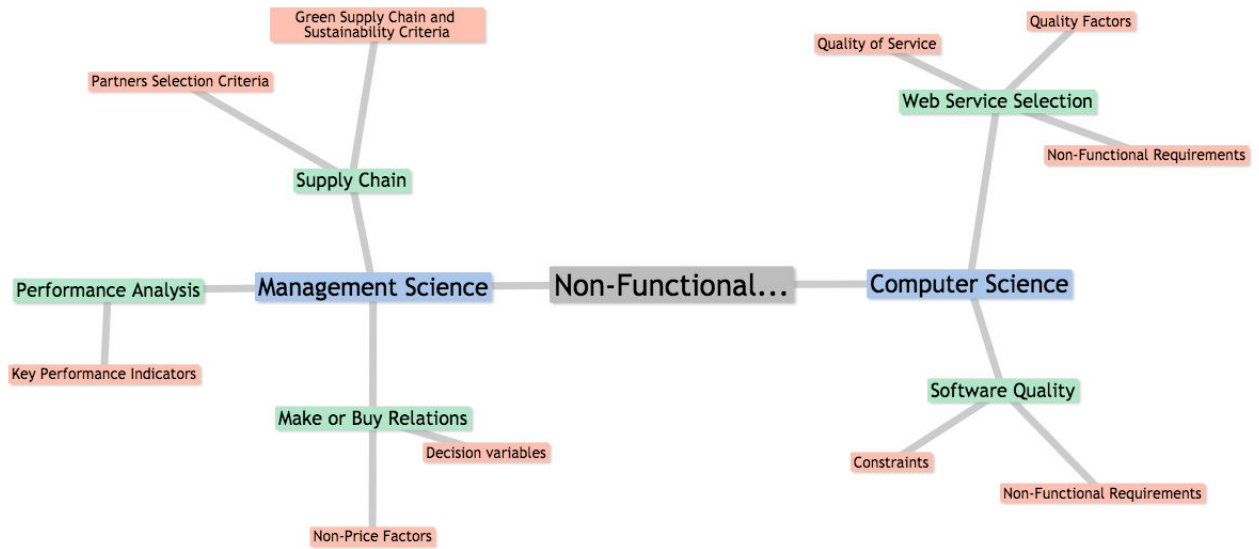 Green Supply Chain and
Sustainability Criteria
Quality Factors
Quality of Service
Partners Selection Criteria
Web Service Selection
Non-Functional Requirements
Supply Chain
Performance Analysis
Management Science
Non-Functional...
Computer Science
Key Performance Indicators
Software Quality
Make or Buy Relations
Decision variables
Constraints
Non-Functional Requirements
Non-Price Factors